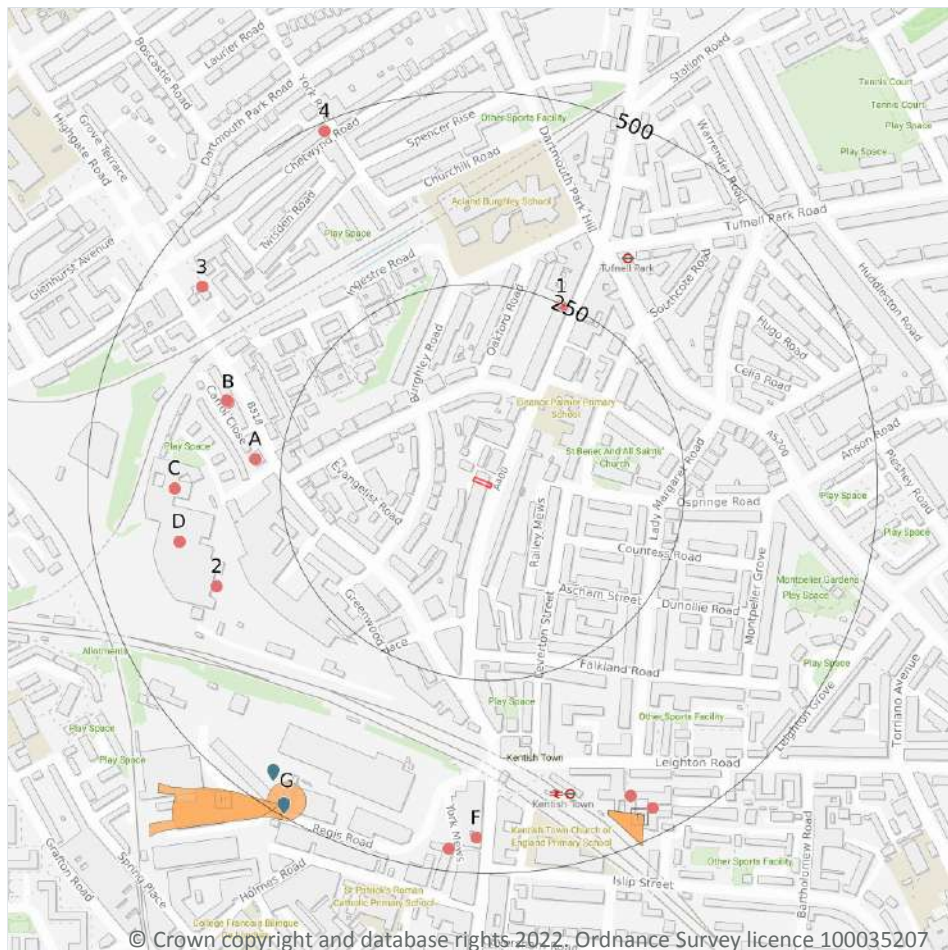 Laurier Road
Boscastle Road
York Rise
Station Road
Tennis Court
Tennis Court
Play Space
Play Space
4
500
Grove Terrace
Highgate Road
Dartmouth Park Road
Chetwynd Road
Spencer Rise
Other Sports Facility
Churchill Road
Dartmouth Park Hill
Warrender Road
Twisden Road
Acland Burghley School
Play Space
Tufnell Park Road
Glenhurst Avenue
3
Ingestre Road
Tufnell Park
Southcote Road
Huddleston Road
1
250
Burghley Road
Oakford Road
Hugo Road
Celia Road
B
Carrol Close
B518
Eleanor Palmer Primary
School
A
Play Space
St Benet And All Saints'
Church
Lady Margaret Road
A5200
Anson Road
Pleshey Road
C
Evangelist Road
A400
Ospringe Road
Play Space
D
Railey Mews
Countess Road
Play Space
2
Ascham Street
Dunollie Road
Montpelier Grove
Montpelier Gardens
Play Space
Greenwood Place
Leverton Street
Falkland Road
Allotments
Play Space
Leighton Grove
Torriano Avenue
Play Space
Play Space
Other Sports Facility
Kentish Town
Leighton Road
Play Space
G
Kentish Town
Regis Road
York Mews
F
Kentish Town Church of
England Primary School
Bartholomew Road
Grafton Road
Spring Place
Holmes Road
Other Sports Facility
Islip Street
St Patrick's Roman
Catholic Primary School
College Francais Bilingue
© Crown copyright and database rights 2022. Ordnance Survey licence 100035207